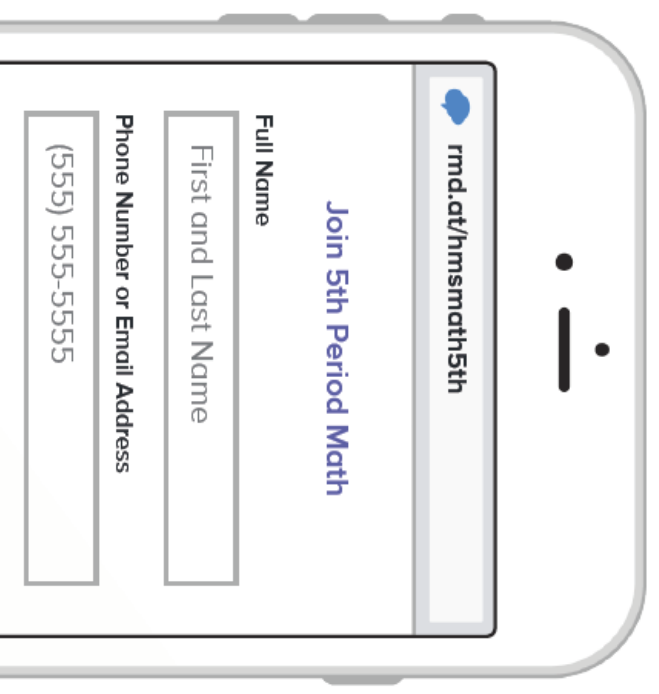 rmd.at/hmsmath5th
Join 5th Period Math
Full Name
First and Last Name
Phone Number or Email Address
(555) 555-5555